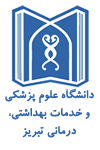 دانشگاه علوم پزشکی
و خدمات بهداشتی،
درمانی تبریز